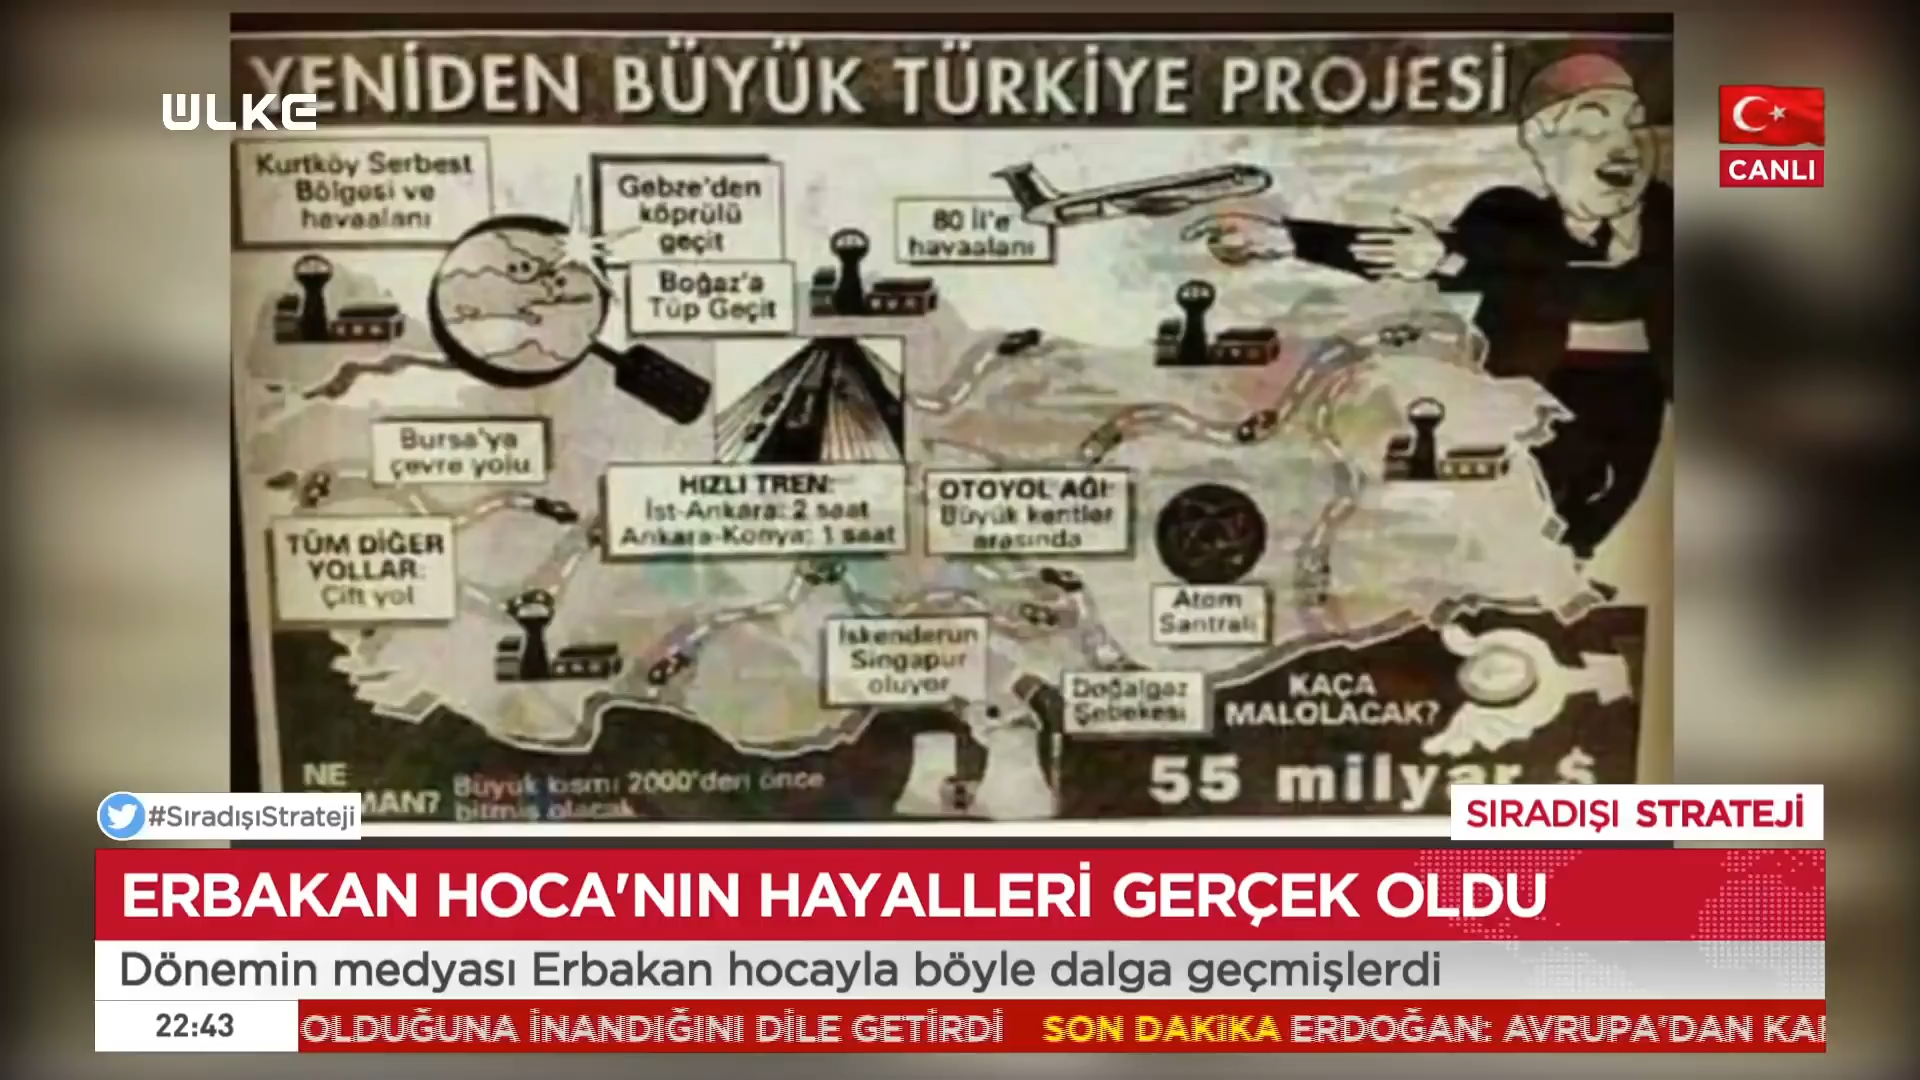 YENİDEN BÜYÜK TÜRKİYE PROJESİ
ÜLKE
CANLI
Kurtköy Serbest
Bölgesi ve
havaalanı
Gebze'den
köprülü
geçit
Boğaz'a
Tüp Geçit
80 İl'e
havaalanı
Bursa'ya
çevre yolu
HIZLI TREN:
İst-Ankara: 2 saat
Ankara-Konya: 1 saat
OTOYOL AĞI:
Büyük kentler
arasında
TÜM DİĞER
YOLLAR:
Çift yol
Atom
Santrali
İskenderun
Singapur
oluyor
Doğalgaz
Şebekesi
KAÇA
MALOLACAK?
55 milyar $
NE
Büyük kısmı 2000'den önce
bitmiş olacak
#SıradışıStrateji
SIRADIŞI STRATEJİ
ERBAKAN HOCA'NIN HAYALLERİ GERÇEK OLDU
Dönemin medyası Erbakan hocayla böyle dalga geçmişlerdi
22:43
OLDUĞUNA İNANDIĞINI DİLE GETİRDİ SON DAKİKA ERDOĞAN: AVRUPA'DAN